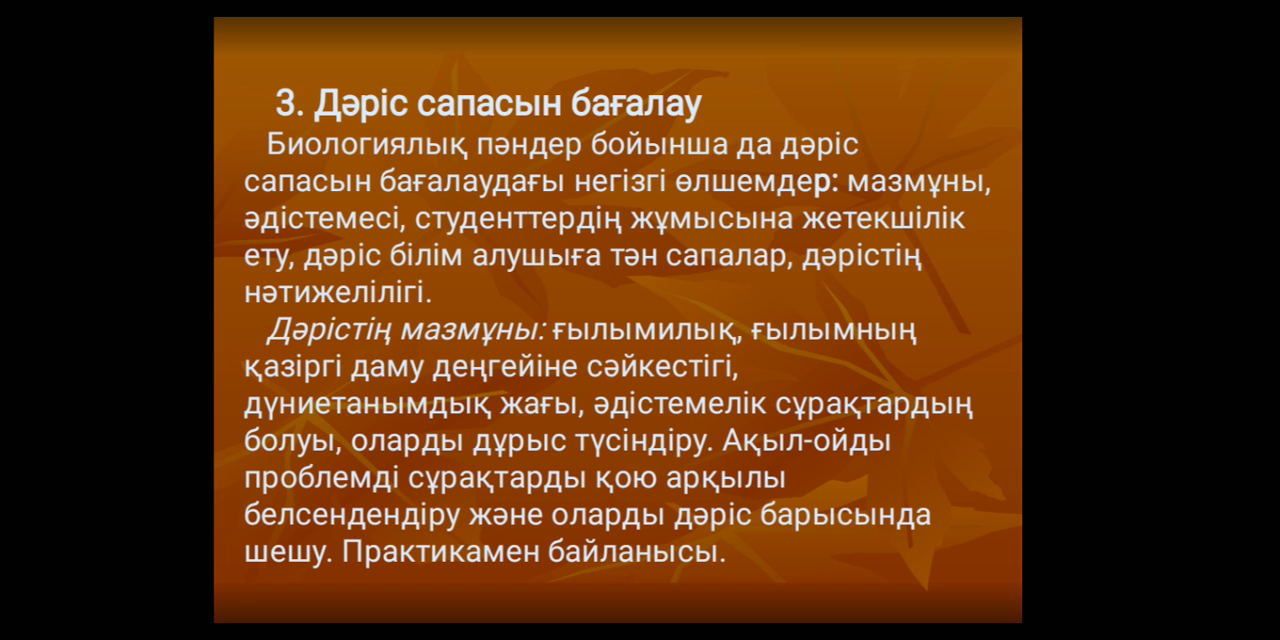 3. Дәріс сапасын бағалау
Биологиялық пәндер бойынша да дәріс
сапасын бағалаудағы негізгі өлшемдер: мазмұны,
әдістемесі, студенттердің жұмысына жетекшілік
ету, дәріс білім алушыға тән сапалар, дәрістің
нәтижелілігі.
Дәрістің мазмұны: ғылымилық, ғылымның
қазіргі даму деңгейіне сәйкестігі,
дүниетанымдық жағы, әдістемелік сұрақтардың
болуы, оларды дұрыс түсіндіру. Ақыл-ойды
проблемді сұрақтарды қою арқылы
белсендендіру және оларды дәріс барысында
шешу. Практикамен байланысы.